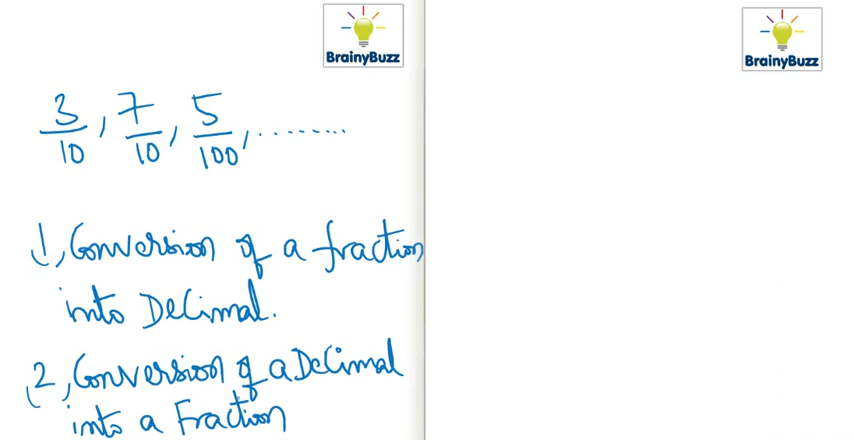 BrainyBuzz
BrainyBuzz
3/10, 7/10, 5/100, .........
1, Conversion of a fraction
into Decimal.
2, Conversion of a Decimal
into a Fraction